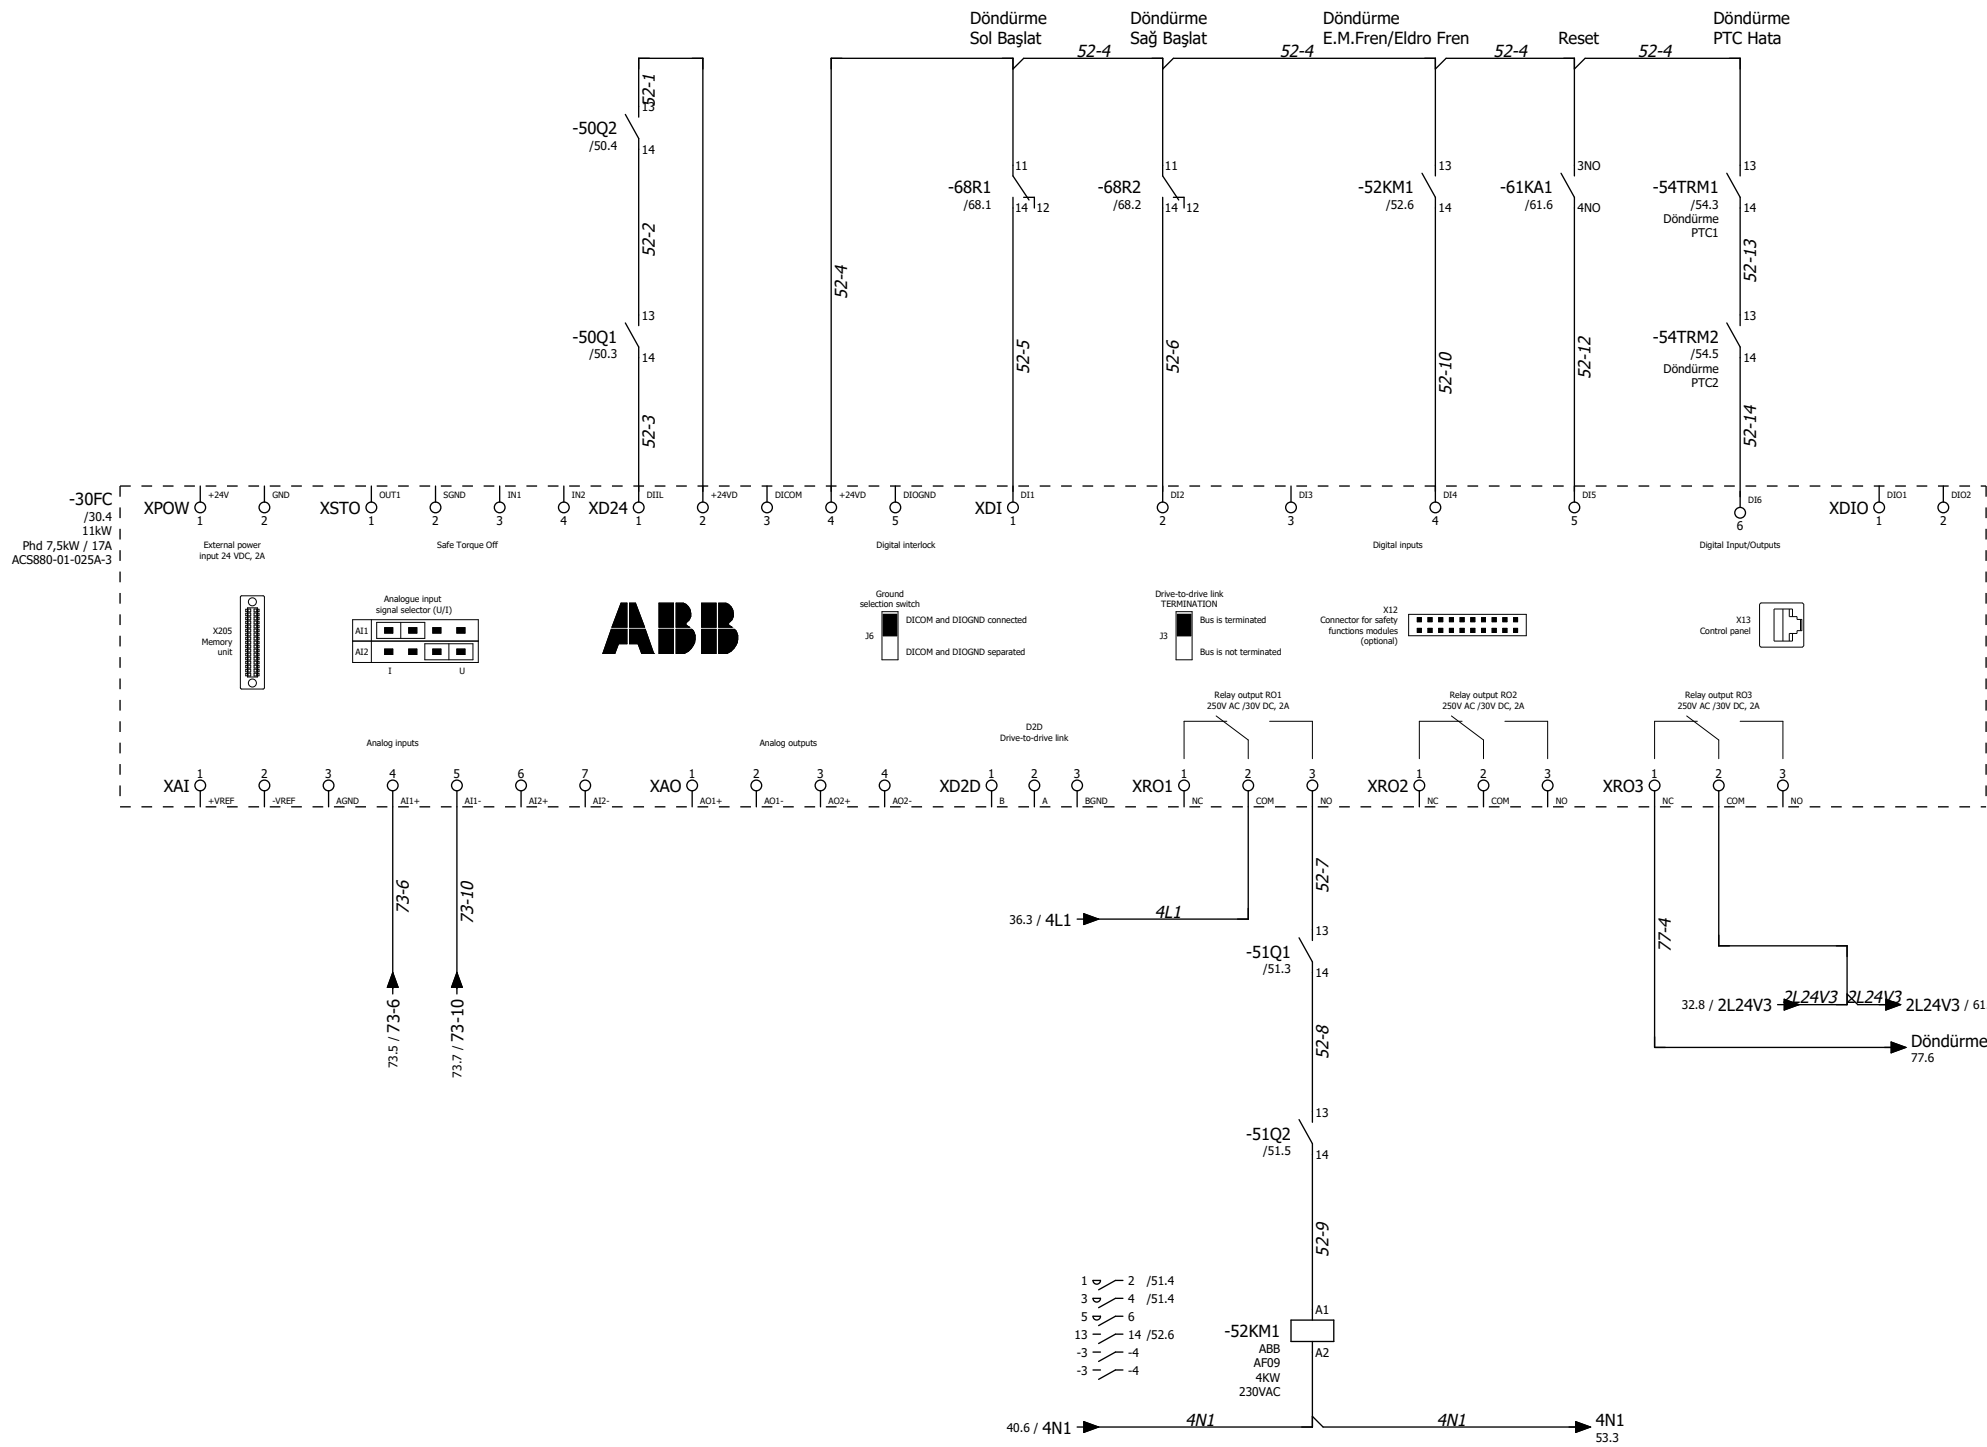 Döndürme
Sol Başlat
Döndürme
Sağ Başlat
Döndürme
E.M.Fren/Eldro Fren
Reset
Döndürme
PTC Hata
52-4
52-4
52-4
52-4
52-1
13
-50Q2
/50.4
14
52-2
13
-50Q1
/50.3
14
52-3
52-4
11
-68R1
/68.1
14
12
52-5
11
-68R2
/68.2
14
12
52-6
13
-52KM1
/52.6
14
52-10
3NO
-61KA1
/61.6
4NO
52-12
13
-54TRM1
/54.3
14
Döndürme
PTC1
52-13
13
-54TRM2
/54.5
14
Döndürme
PTC2
52-14
-30FC
/30.4
11kW
Phd 7,5kW / 17A
ACS880-01-025A-3
XPOW
+24V
1
GND
2
XSTO
OUT1
1
SGND
2
IN1
3
IN2
4
XD24
DIIL
1
+24VD
2
DICOM
3
+24VD
4
DIOGND
5
XDI
DI1
1
DI2
2
DI3
3
DI4
4
DI5
5
DI6
6
XDIO
DIO1
1
DIO2
2
External power
input 24 VDC, 2A
Safe Torque Off
Digital interlock
Digital inputs
Digital Input/Outputs
X205
Memory
unit
Analogue input
signal selector (U/I)
AI1
AI2
I
U
ABB
Ground
selection switch
J6
DICOM and DIOGND connected
DICOM and DIOGND separated
Drive-to-drive link
TERMINATION
J3
Bus is terminated
Bus is not terminated
X12
Connector for safety
functions modules
(optional)
X13
Control panel
Relay output RO1
250V AC /30V DC, 2A
Relay output RO2
250V AC /30V DC, 2A
Relay output RO3
250V AC /30V DC, 2A
Analog inputs
Analog outputs
D2D
Drive-to-drive link
XAI
1
+VREF
2
-VREF
3
AGND
4
AI1+
5
AI1-
6
AI2+
7
AI2-
XAO
1
AO1+
2
AO1-
3
AO2+
4
AO2-
XD2D
1
B
2
A
3
BGND
XRO1
1
NC
2
COM
3
NO
XRO2
1
NC
2
COM
3
NO
XRO3
1
NC
2
COM
3
NO
73-6
73-10
73.5 / 73-6
73.7 / 73-10
36.3 / 4L1
4L1
52-7
13
-51Q1
/51.3
14
52-8
13
-51Q2
/51.5
14
52-9
77-4
32.8 / 2L24V3
2L24V3
2L24V3
2L24V3 / 61
Döndürme
77.6
1 2 /51.4
3 4 /51.4
5 6
13 14 /52.6
-3 -4
-3 -4
A1
-52KM1
A2
ABB
AF09
4KW
230VAC
40.6 / 4N1
4N1
4N1
4N1
53.3